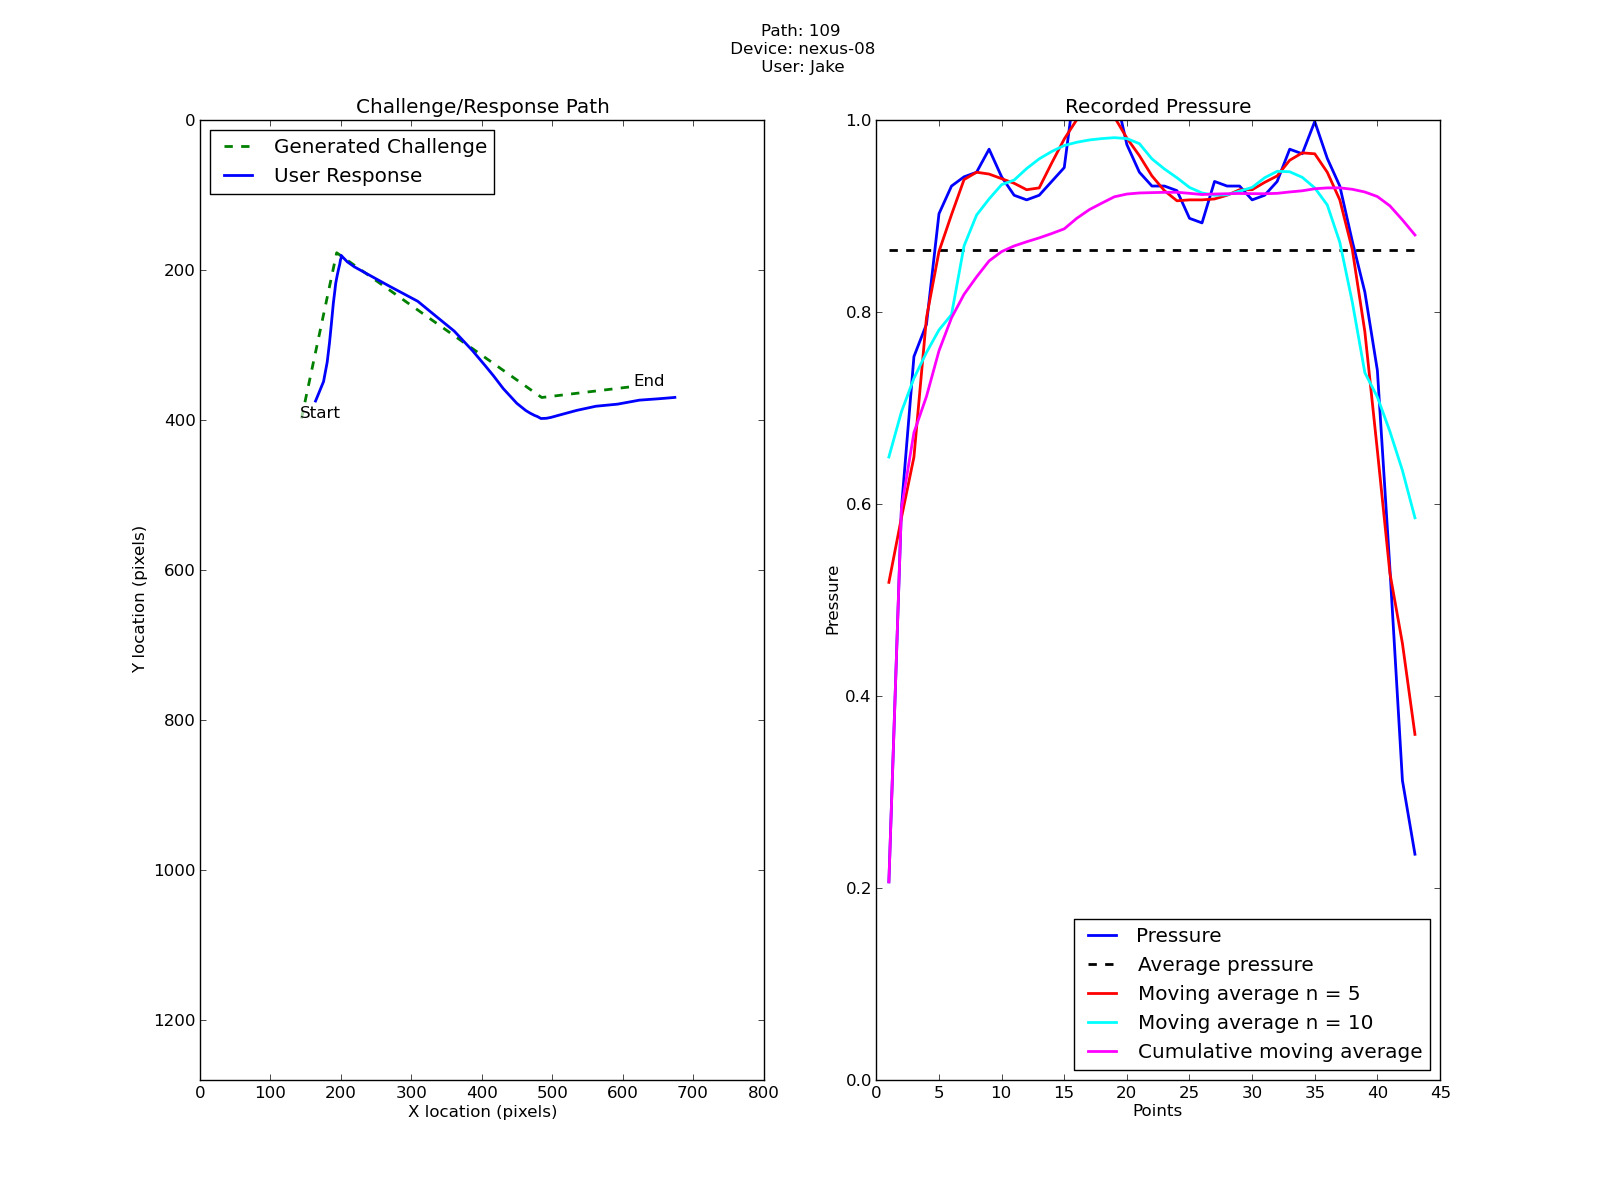 Path: 109
Device: nexus-08
User: Jake
Challenge/Response Path
0
200
400
600
800
1000
1200
Y location (pixels)
Generated Challenge
User Response
Start
End
0 100 200 300 400 500 600 700 800
X location (pixels)
Recorded Pressure
1.0
0.8
0.6
0.4
0.2
0.0
Pressure
Pressure
Average pressure
Moving average n = 5
Moving average n = 10
Cumulative moving average
0 5 10 15 20 25 30 35 40 45
Points